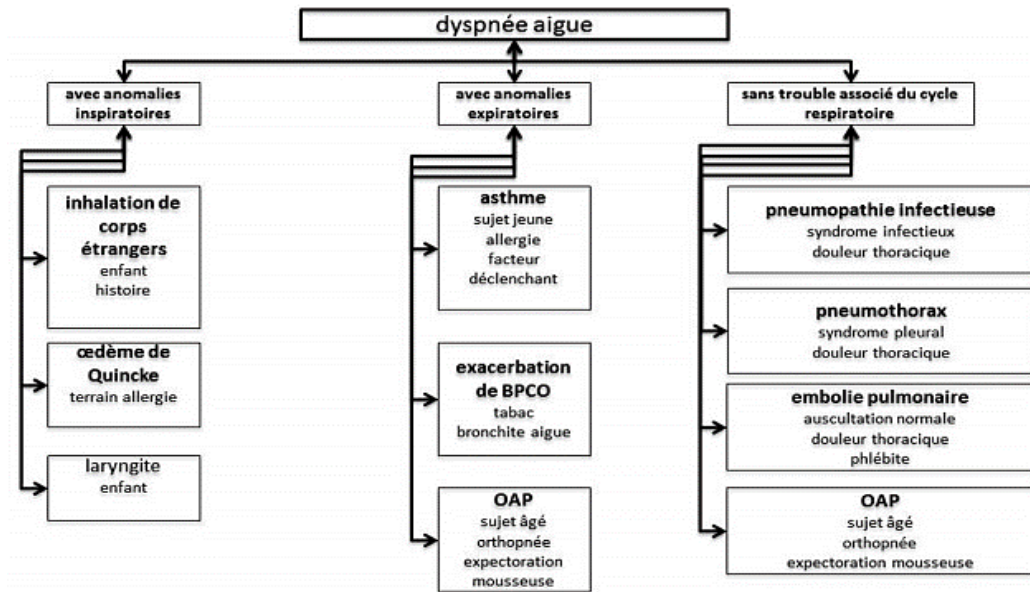 dyspnée aigue
avec anomalies
inspiratoires
inhalation de
corps
étrangers
enfant
histoire
œdème de
Quincke
terrain allergie
laryngite
enfant
avec anomalies
expiratoires
asthme
sujet jeune
allergie
facteur
déclenchant
exacerbation
de BPCO
tabac
bronchite aigue
OAP
sujet âgé
orthopnée
expectoration
mousseuse
sans trouble associé du cycle
respiratoire
pneumopathie infectieuse
syndrome infectieux
douleur thoracique
pneumothorax
syndrome pleural
douleur thoracique
embolie pulmonaire
auscultation normale
douleur thoracique
phlébite
OAP
sujet âgé
orthopnée
expectoration mousseuse